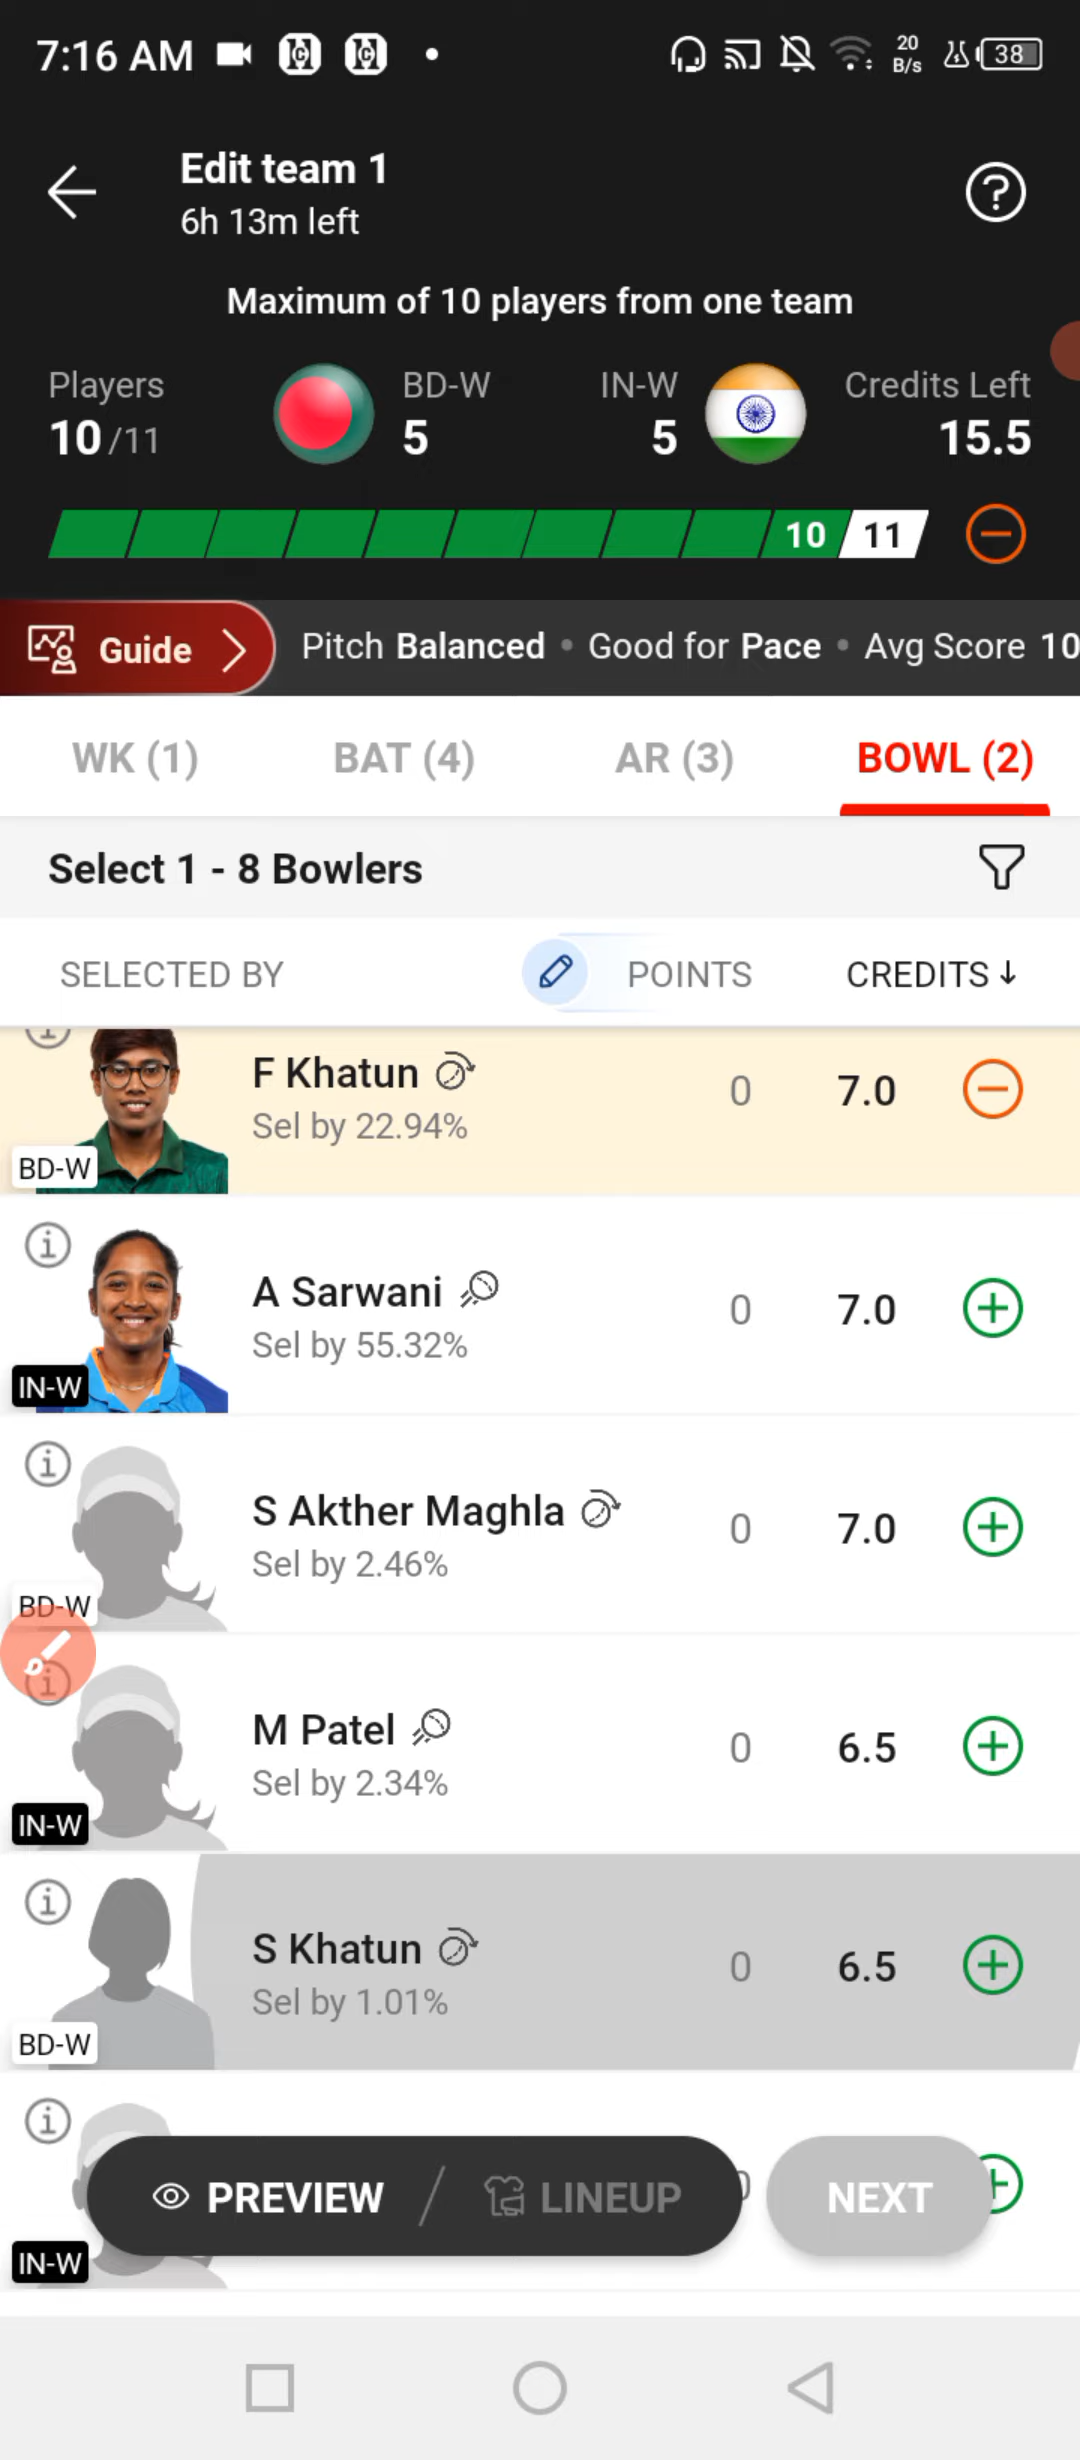 7:16 AM
20
B/s
38
Edit team 1
6h 13m left
Maximum of 10 players from one team
Players
BD-W
IN-W
Credits Left
10/11
5
5
15.5
10
11
Guide
Pitch Balanced • Good for Pace • Avg Score 10
WK (1)
BAT (4)
AR (3)
BOWL (2)
Select 1 - 8 Bowlers
SELECTED BY
POINTS
CREDITS↓
F Khatun
0
7.0
Sel by 22.94%
BD-W
A Sarwani
0
7.0
Sel by 55.32%
IN-W
S Akther Maghla
0
7.0
Sel by 2.46%
BD-W
M Patel
0
6.5
Sel by 2.34%
IN-W
S Khatun
0
6.5
Sel by 1.01%
BD-W
PREVIEW / LINEUP
NEXT
IN-W